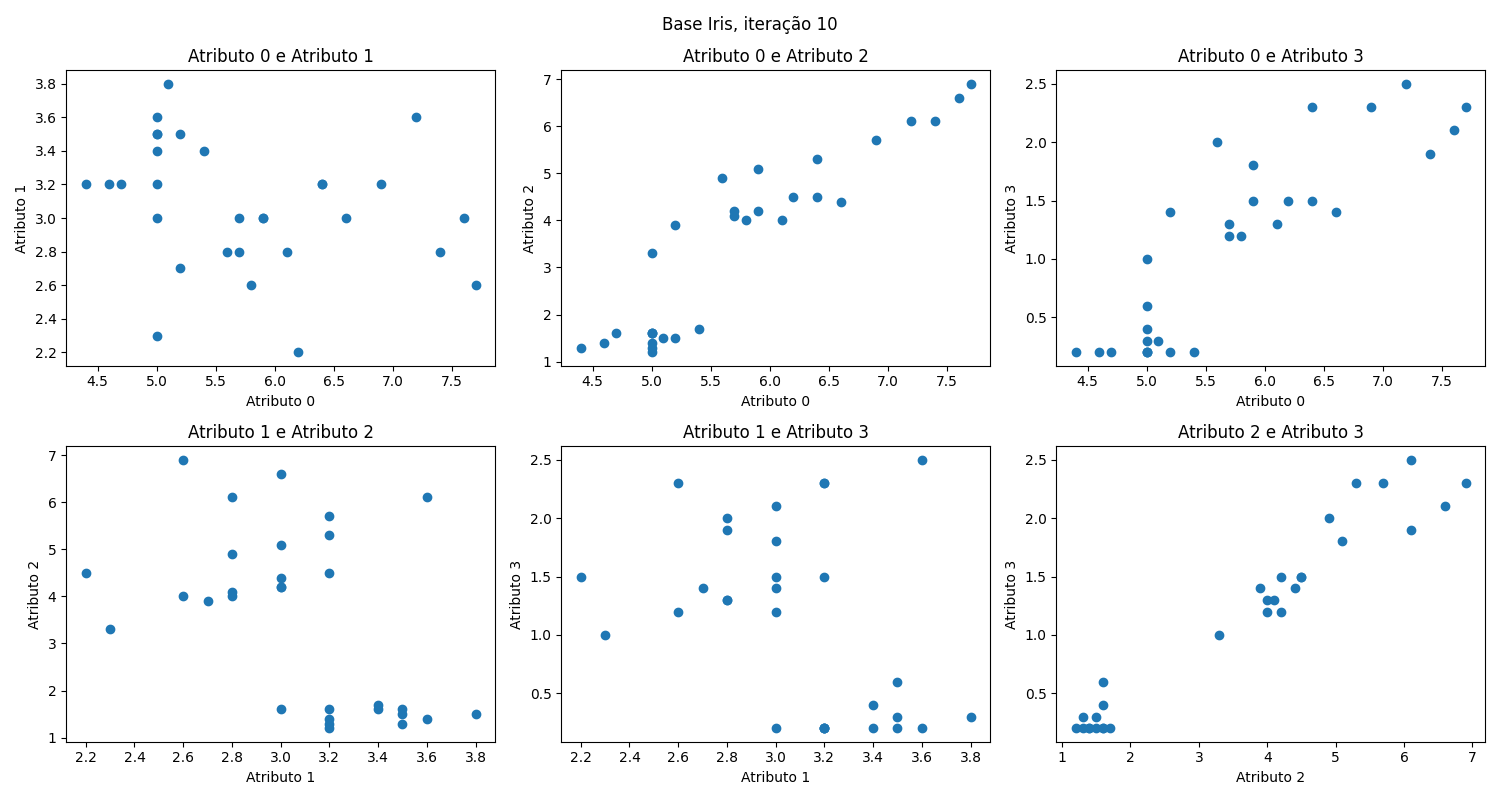 Base Iris, iteração 10
Atributo 0 e Atributo 1
3.8
3.6
3.4
3.2
3.0
2.8
2.6
2.4
2.2
Atributo 1
4.5 5.0 5.5 6.0 6.5 7.0 7.5
Atributo 0
Atributo 0 e Atributo 2
7
6
5
4
3
2
1
Atributo 2
4.5 5.0 5.5 6.0 6.5 7.0 7.5
Atributo 0
Atributo 0 e Atributo 3
2.5
2.0
1.5
1.0
0.5
Atributo 3
4.5 5.0 5.5 6.0 6.5 7.0 7.5
Atributo 0
Atributo 1 e Atributo 2
7
6
5
4
3
2
1
Atributo 2
2.2 2.4 2.6 2.8 3.0 3.2 3.4 3.6 3.8
Atributo 1
Atributo 1 e Atributo 3
2.5
2.0
1.5
1.0
0.5
Atributo 3
2.2 2.4 2.6 2.8 3.0 3.2 3.4 3.6 3.8
Atributo 1
Atributo 2 e Atributo 3
2.5
2.0
1.5
1.0
0.5
Atributo 3
1 2 3 4 5 6 7
Atributo 2